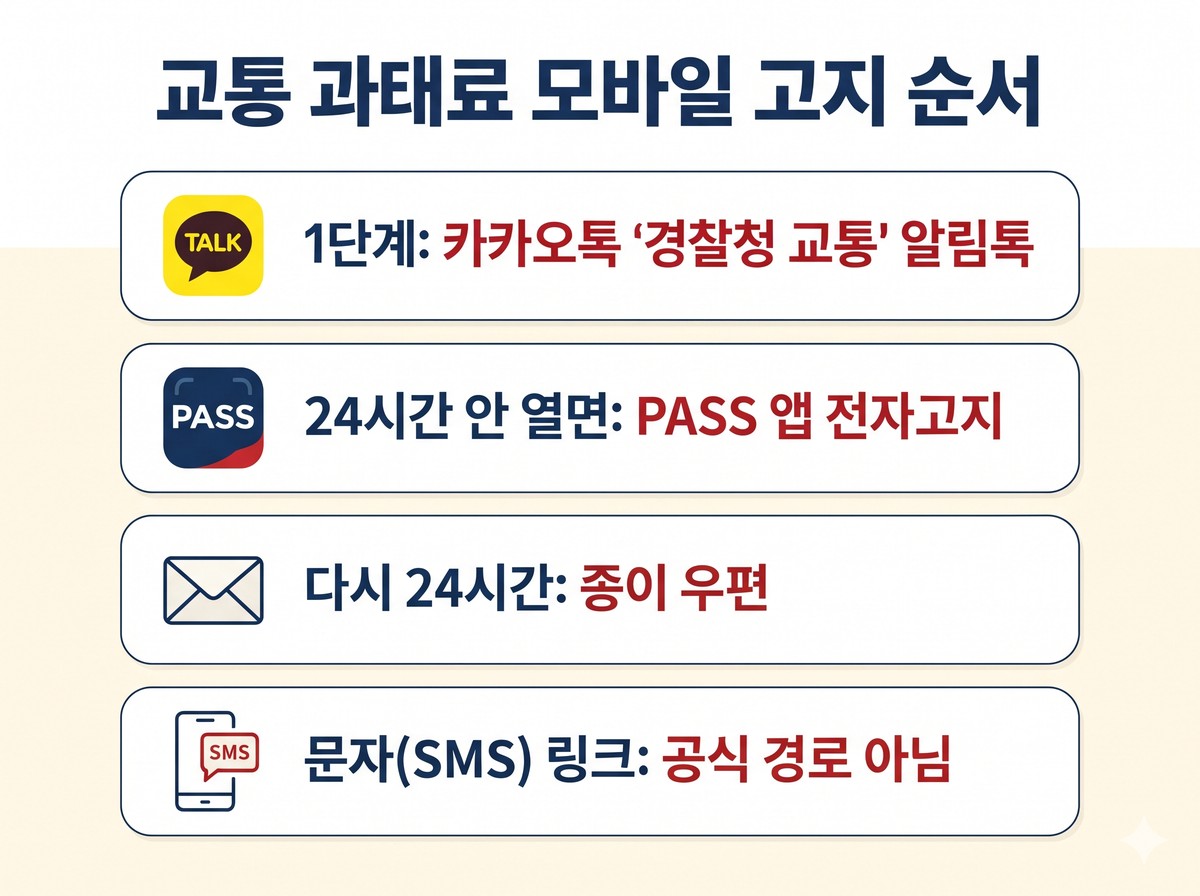 교통 과태료 모바일 고지 순서
TALK
1단계: 카카오톡 ‘경찰청 교통’ 알림톡
PASS
24시간 안 열면: PASS 앱 전자고지
다시 24시간: 종이 우편
SMS
문자(SMS) 링크: 공식 경로 아님